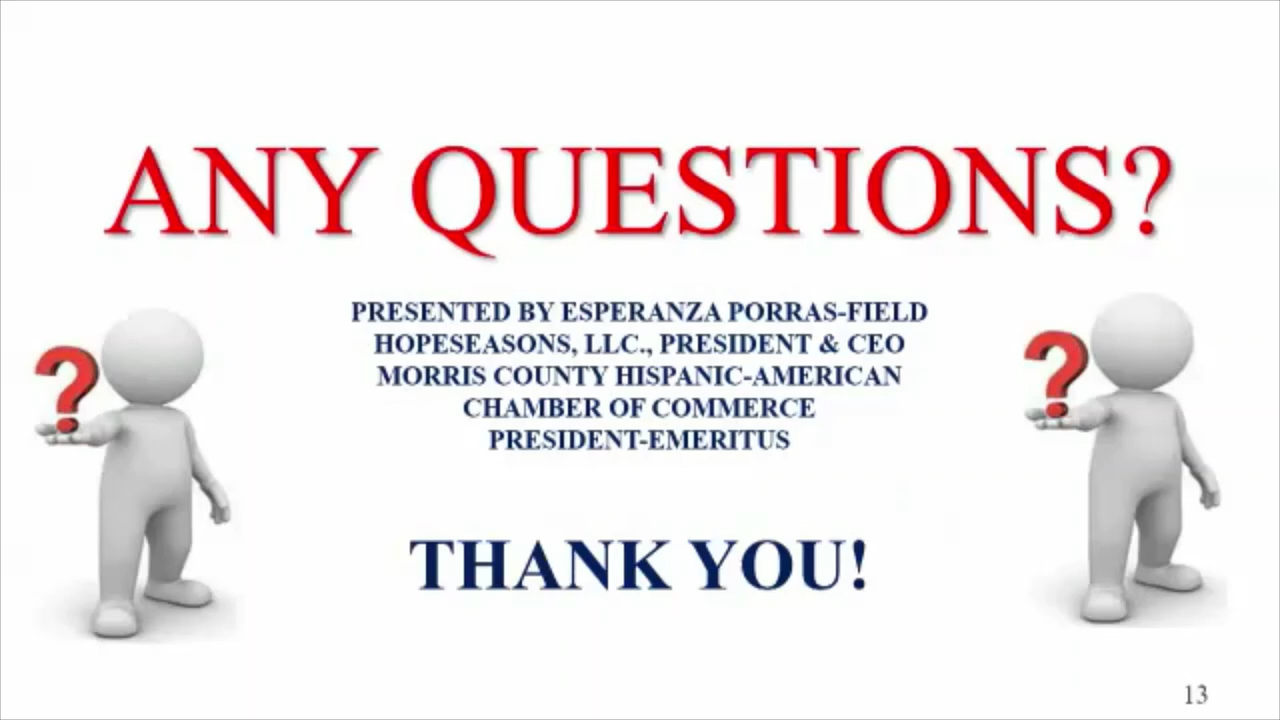 ANY QUESTIONS?
PRESENTED BY ESPERANZA PORRAS-FIELD
HOPESEASONS, LLC., PRESIDENT & CEO
MORRIS COUNTY HISPANIC-AMERICAN
CHAMBER OF COMMERCE
PRESIDENT-EMERITUS
?
?
THANK YOU!
13